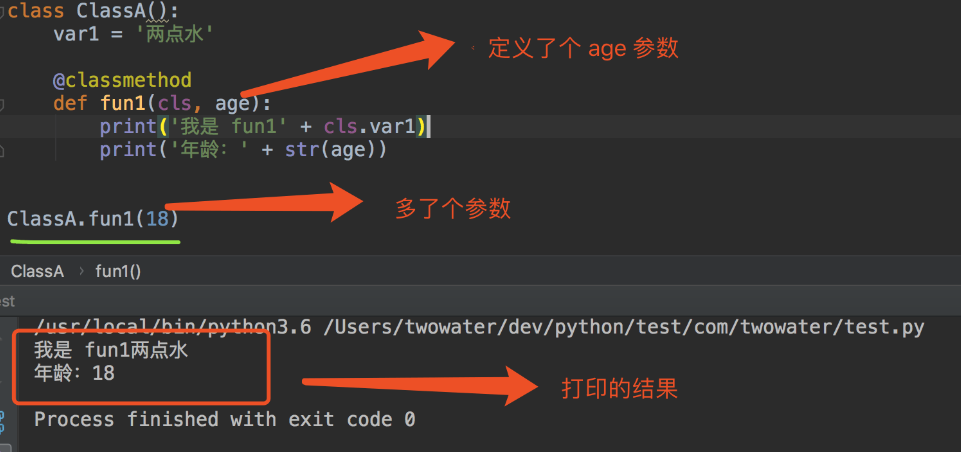 class ClassA():
var1 = '两点水'
定义了个 age 参数
@classmethod
def fun1(cls, age):
print('我是 fun1' + cls.var1)
print('年龄：' + str(age))
ClassA.fun1(18)
多了个参数
ClassA › fun1()
est
/usr/local/bin/python3.6 /Users/twowater/dev/python/test/com/twowater/test.py
我是 fun1两点水
年龄：18
打印的结果
Process finished with exit code 0